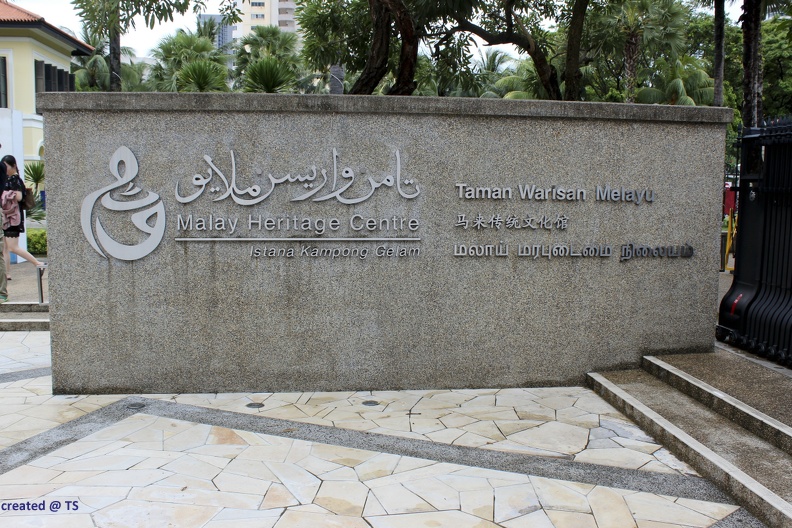 تامن واريسن ملايو
Malay Heritage Centre
Istana Kampong Gelam
Taman Warisan Melayu
马来传统文化馆
மலாய் மரபுடைமை நிலையம்
created @ TS